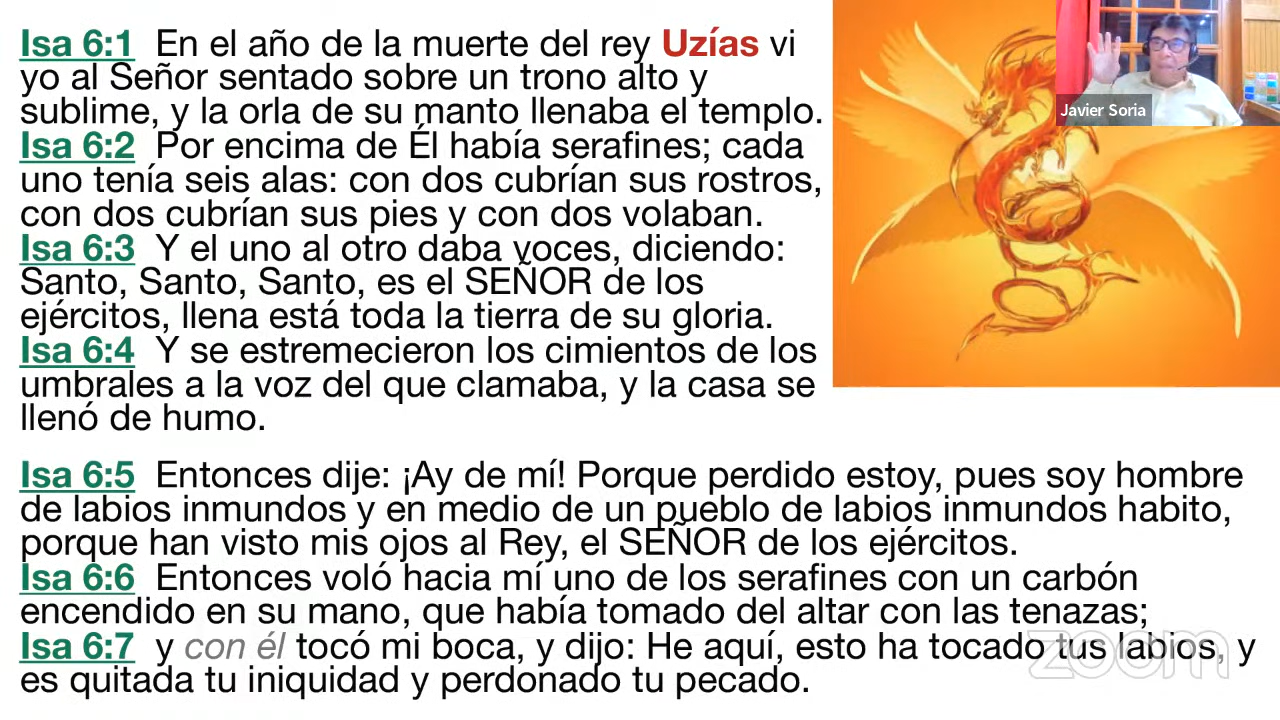 Isa 6:1 En el año de la muerte del rey Uzías vi
yo al Señor sentado sobre un trono alto y
sublime, y la orla de su manto llenaba el templo.
Isa 6:2 Por encima de Él había serafines; cada
uno tenía seis alas: con dos cubrían sus rostros,
con dos cubrían sus pies y con dos volaban.
Isa 6:3 Y el uno al otro daba voces, diciendo:
Santo, Santo, Santo, es el SEÑOR de los
ejércitos, llena está toda la tierra de su gloria.
Isa 6:4 Y se estremecieron los cimientos de los
umbrales a la voz del que clamaba, y la casa se
llenó de humo.
Isa 6:5 Entonces dije: ¡Ay de mí! Porque perdido estoy, pues soy hombre
de labios inmundos y en medio de un pueblo de labios inmundos habito,
porque han visto mis ojos al Rey, el SEÑOR de los ejércitos.
Isa 6:6 Entonces voló hacia mí uno de los serafines con un carbón
encendido en su mano, que había tomado del altar con las tenazas;
Isa 6:7 y con él tocó mi boca, y dijo: He aquí, esto ha tocado tus labios, y
es quitada tu iniquidad y perdonado tu pecado.
Javier Soria
zoom